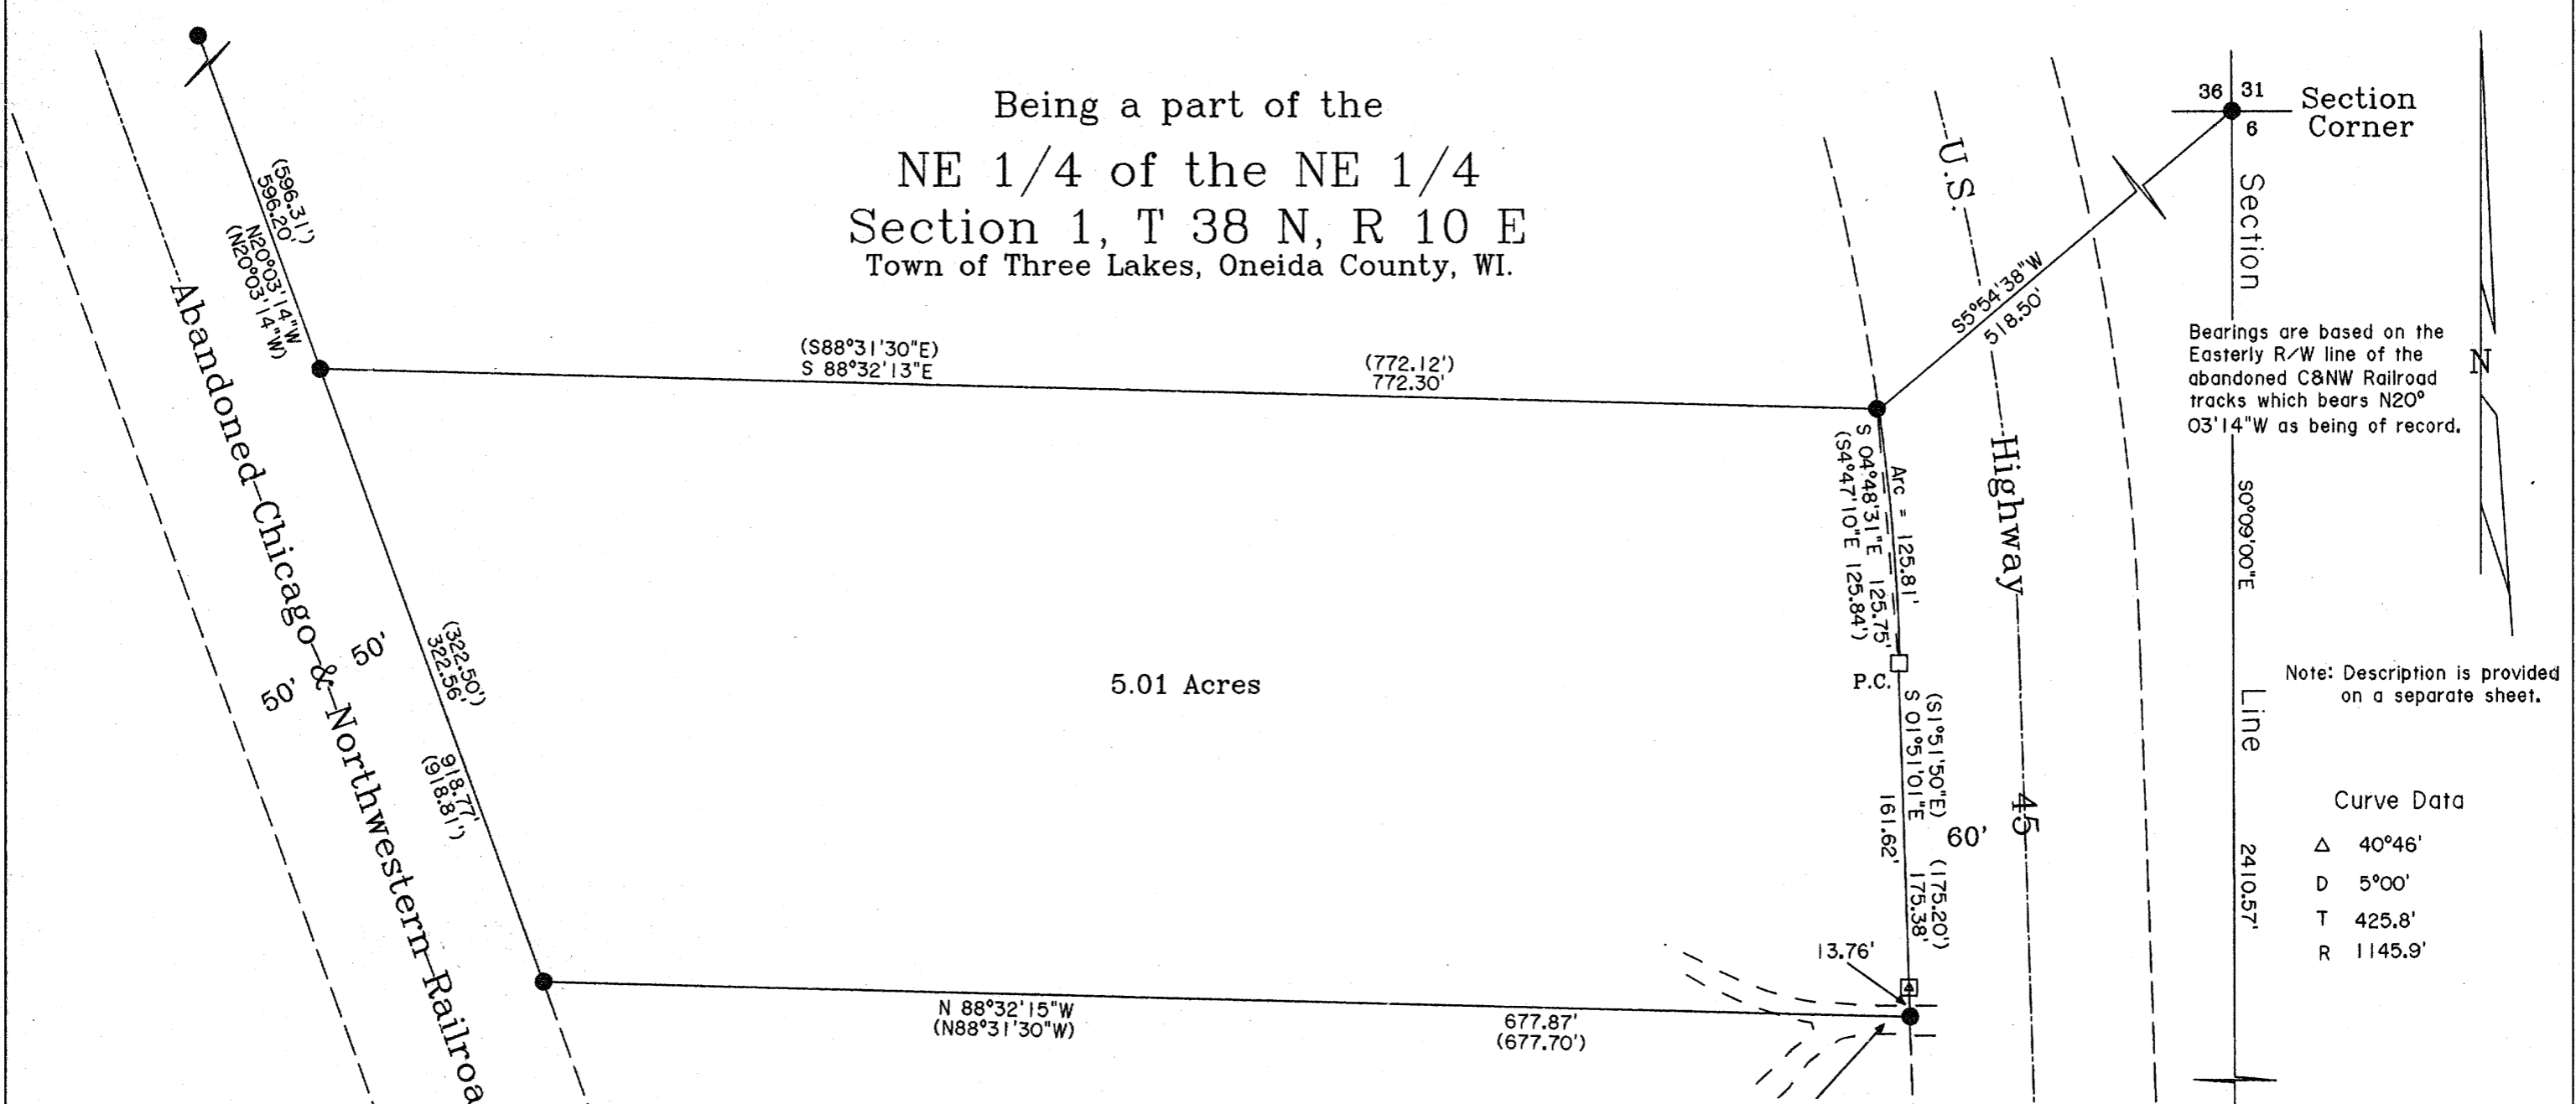 Being a part of the
NE 1/4 of the NE 1/4
Section 1, T 38 N, R 10 E
Town of Three Lakes, Oneida County, WI.
36 31
6
Section
Corner
(596.31')
596.20'
N20°03'14"W
(N20°03'14"W)
Abandoned Chicago & Northwestern Railroa
50'
50'
(322.50')
322.56'
918.77'
(918.81')
(S88°31'30"E)
S 88°32'13"E
(772.12')
772.30'
S5°54'38"W
518.50'
U.S. Highway 45
Arc = 125.81'
S 04°48'31"E 125.75'
(S4°47'10"E 125.84')
P.C.
5.01 Acres
(S1°51'50"E)
S 01°51'01"E
161.62'
60'
(175.20')
175.38'
13.76'
N 88°32'15"W
(N88°31'30"W)
677.87'
(677.70')
Section Line
S0°09'00"E
2410.57'
Bearings are based on the
Easterly R/W line of the
abandoned C&NW Railroad
tracks which bears N20°
03'14"W as being of record.
N
Note: Description is provided
on a separate sheet.
Curve Data
Δ 40°46'
D 5°00'
T 425.8'
R 1145.9'